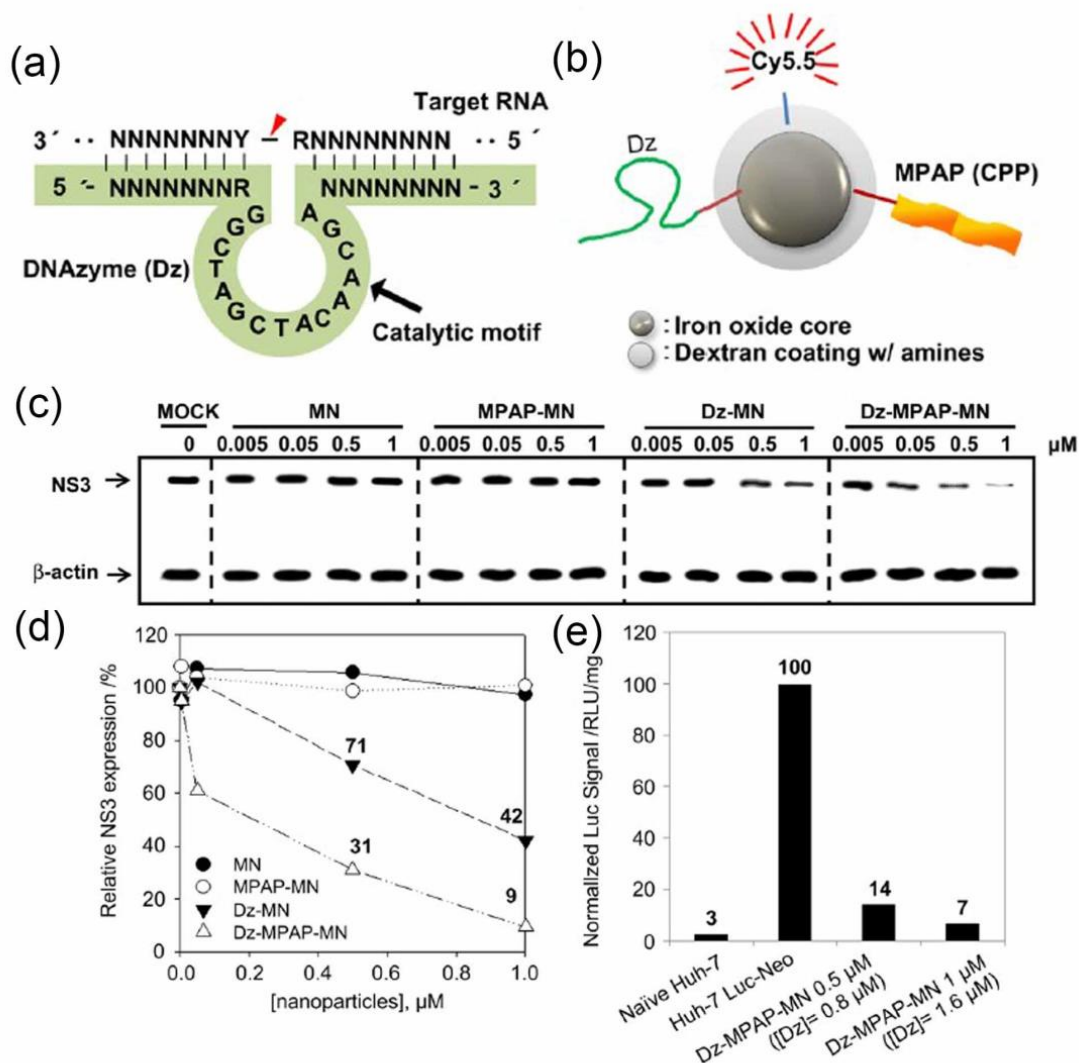 (a)
Target RNA
3´ ·· NNNNNNNY – RNNNNNNNNN ·· 5´
5´- NNNNNNNR NNNNNNNN - 3´
GGCTAGCTACAACGA
DNAzyme (Dz)
Catalytic motif
(b)
Cy5.5
Dz
MPAP (CPP)
: Iron oxide core
: Dextran coating w/ amines
(c)
MOCK MN MPAP-MN Dz-MN Dz-MPAP-MN
0 0.005 0.05 0.5 1 0.005 0.05 0.5 1 0.005 0.05 0.5 1 0.005 0.05 0.5 1 µM
NS3
β-actin
(d)
Relative NS3 expression /%
120
100
80
60
40
20
0
71
42
31
9
MN
MPAP-MN
Dz-MN
Dz-MPAP-MN
0.0 0.2 0.4 0.6 0.8 1.0
[nanoparticles], µM
(e)
Normalized Luc Signal /RLU/mg
120
100
80
60
40
20
0
3
100
14
7
Naïve Huh-7
Huh-7 Luc-Neo
Dz-MPAP-MN 0.5 µM
([Dz]= 0.8 µM)
Dz-MPAP-MN 1 µM
([Dz]= 1.6 µM)